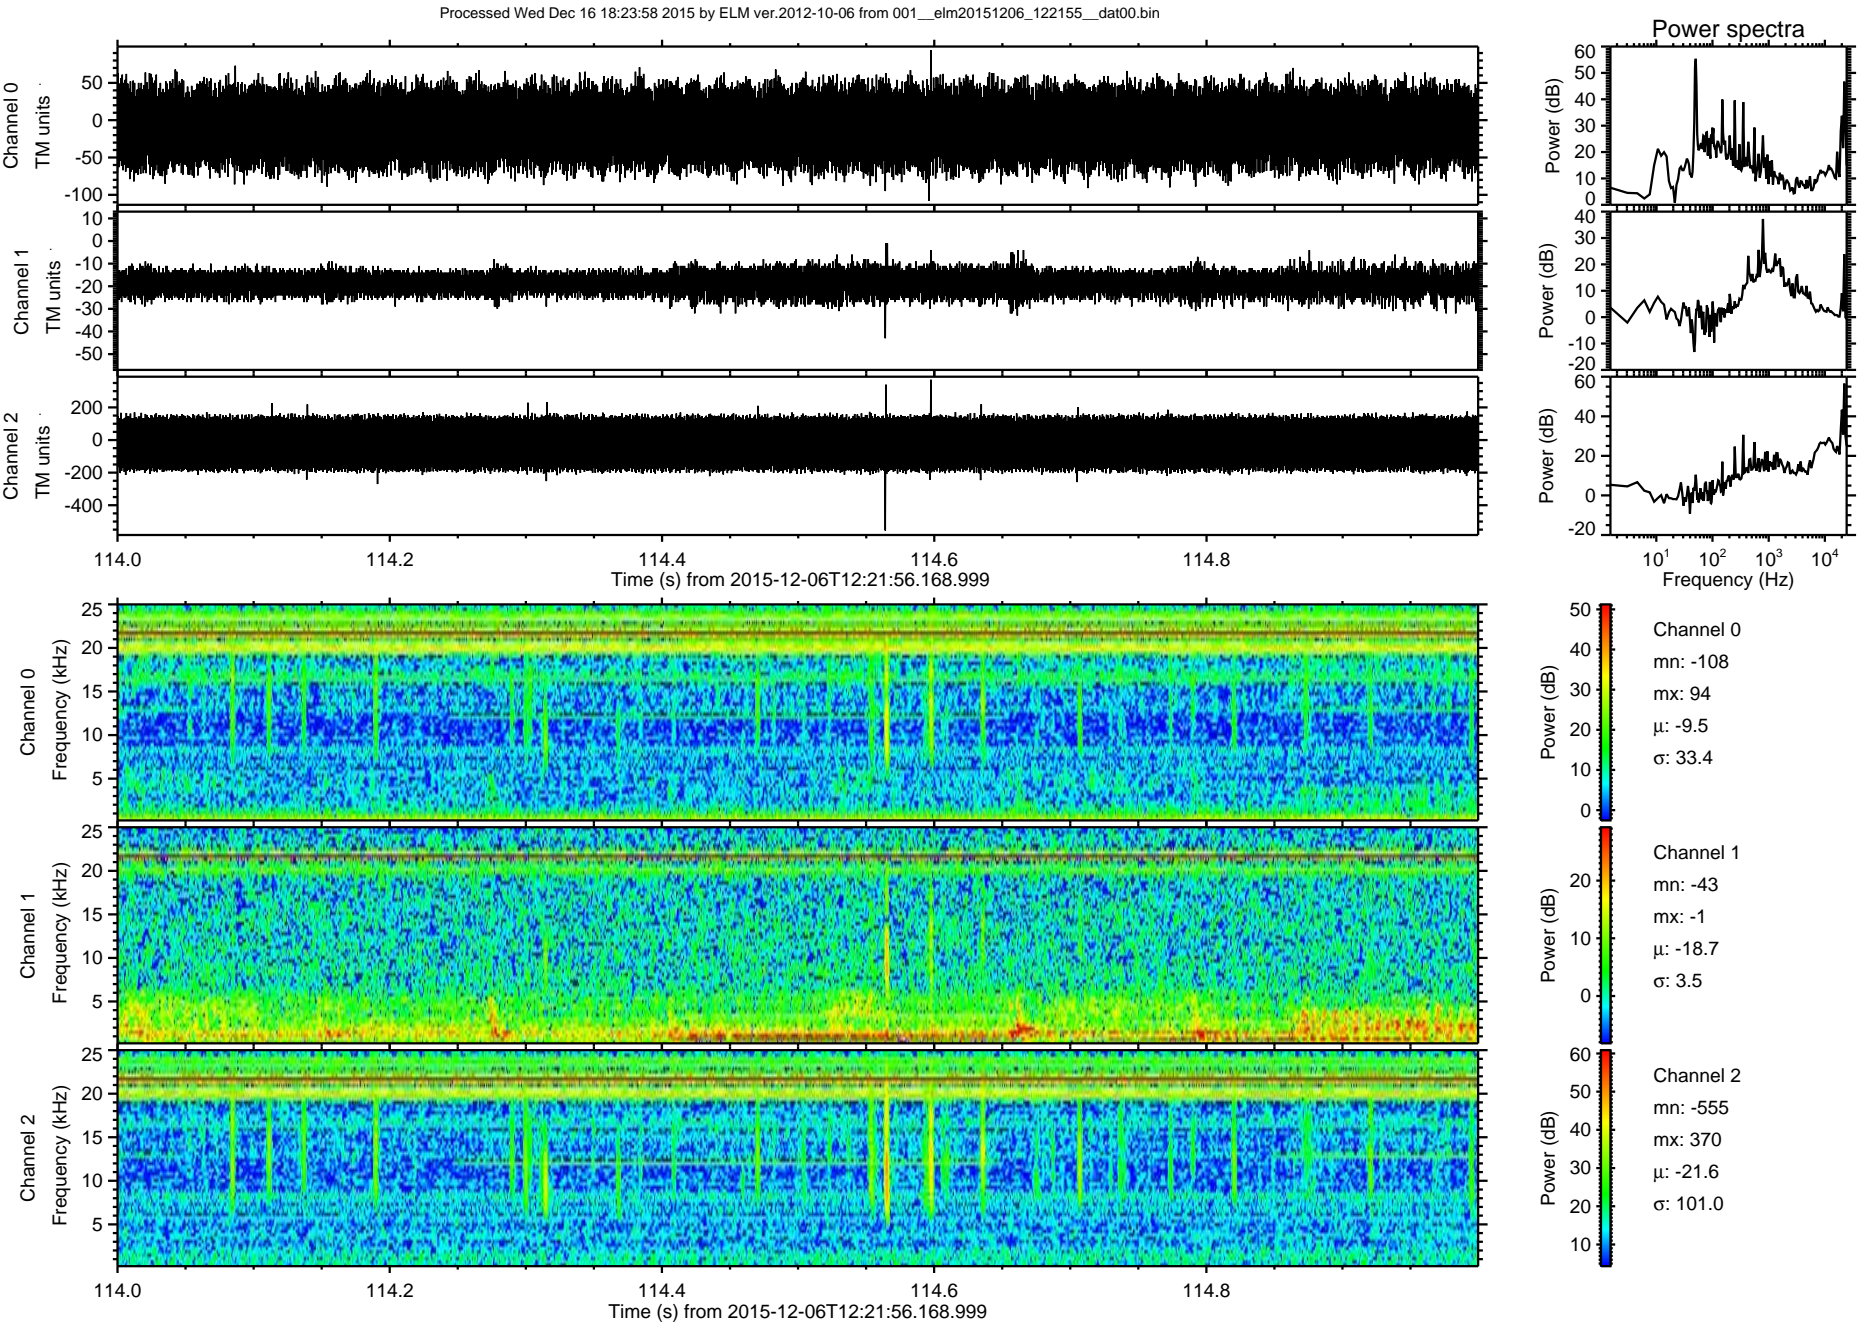 Processed Wed Dec 16 18:23:58 2015 by ELM ver.2012-10-06 from 001__elm20151206_122155__dat00.bin
Power spectra
Channel 0
TM units
50
0
-50
-100
Power (dB)
60
50
40
30
20
10
0
Channel 1
TM units
10
0
-10
-20
-30
-40
-50
Power (dB)
40
30
20
10
0
-10
-20
Channel 2
TM units
200
0
-200
-400
Power (dB)
60
40
20
0
-20
114.0 114.2 114.4 114.6 114.8
Time (s) from 2015-12-06T12:21:56.168.999
10¹ 10² 10³ 10⁴
Frequency (Hz)
Channel 0
Frequency (kHz)
25
20
15
10
5
Power (dB)
50
40
30
20
10
0
Channel 0
mn: -108
mx: 94
μ: -9.5
σ: 33.4
Channel 1
Frequency (kHz)
25
20
15
10
5
Power (dB)
20
10
0
Channel 1
mn: -43
mx: -1
μ: -18.7
σ: 3.5
Channel 2
Frequency (kHz)
25
20
15
10
5
Power (dB)
60
50
40
30
20
10
Channel 2
mn: -555
mx: 370
μ: -21.6
σ: 101.0
114.0 114.2 114.4 114.6 114.8
Time (s) from 2015-12-06T12:21:56.168.999